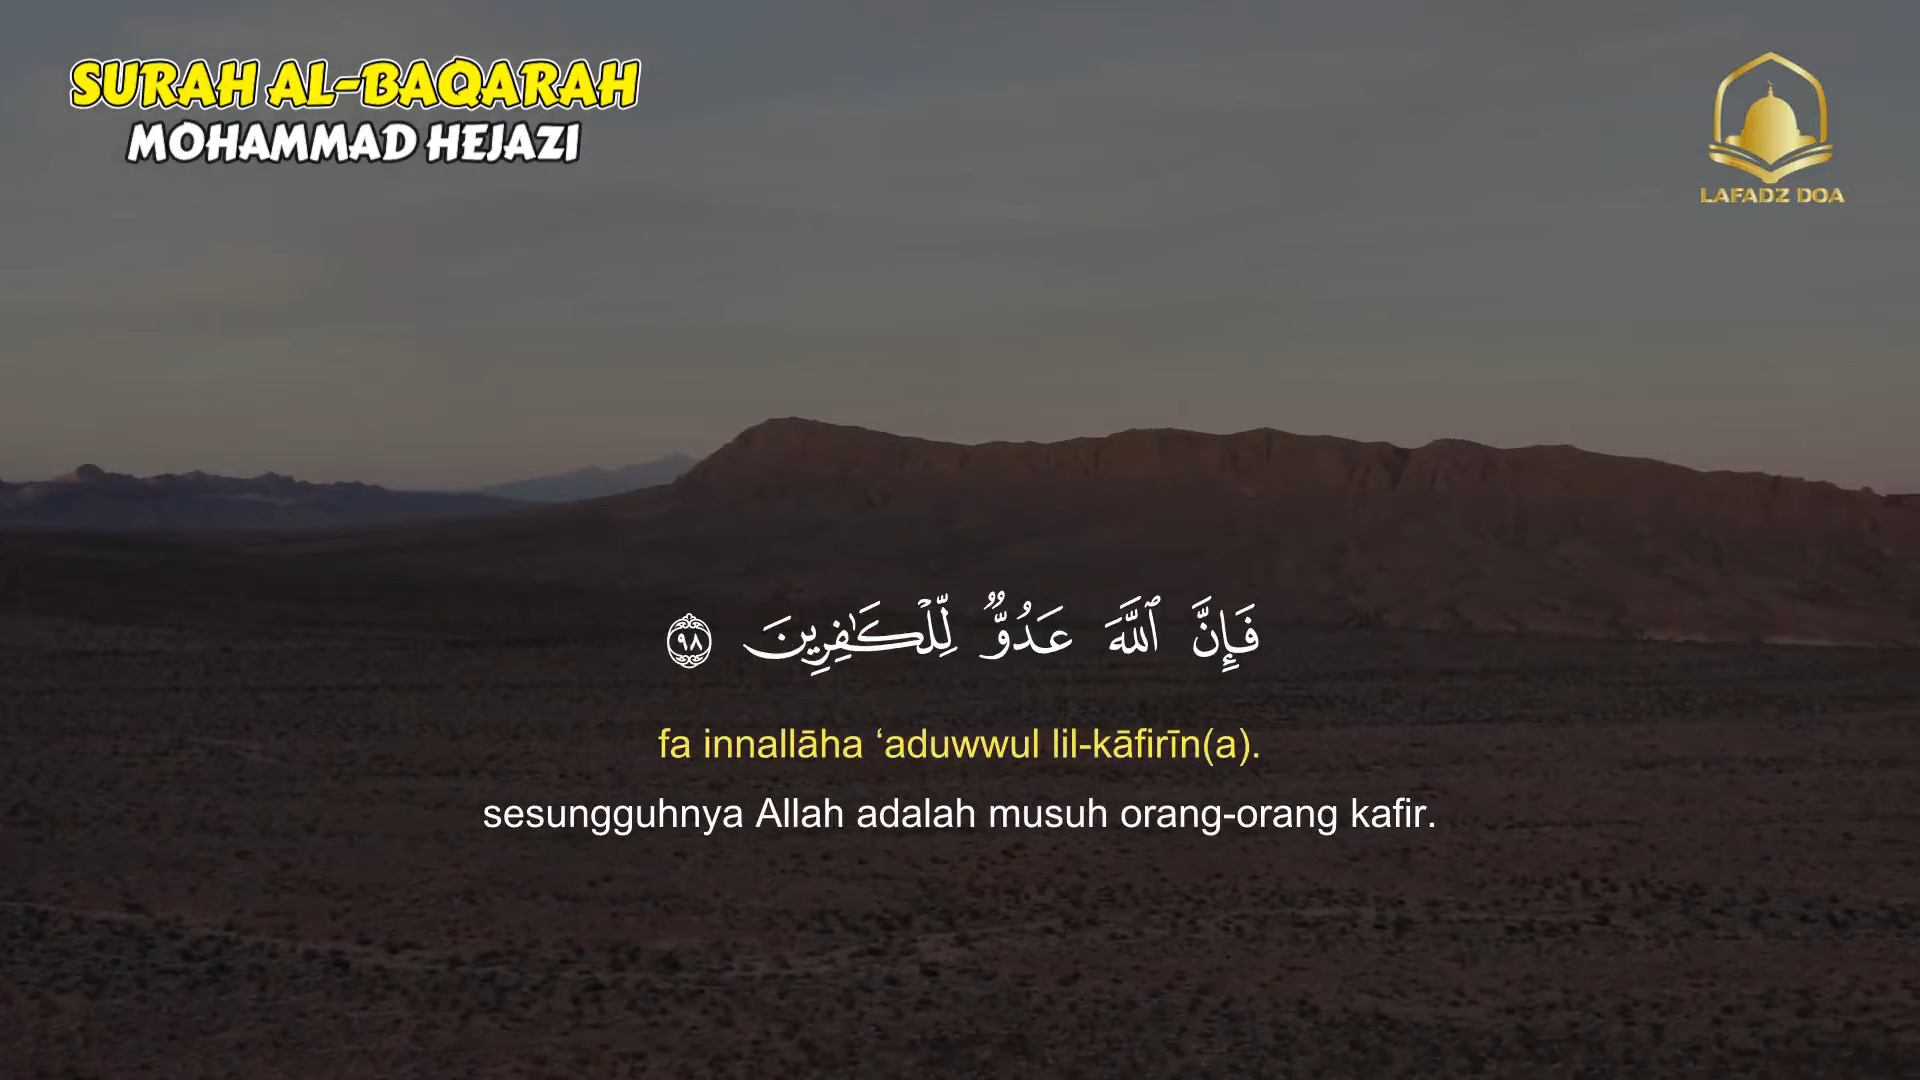 SURAH AL-BAQARAH
MOHAMMAD HEJAZI
LAFADZ DOA
فَإِنَّ ٱللَّهَ عَدُوٌّ لِّلْكَـٰفِرِينَ ٩٨
fa innallāha ‘aduwwul lil-kāfirīn(a).
sesungguhnya Allah adalah musuh orang-orang kafir.